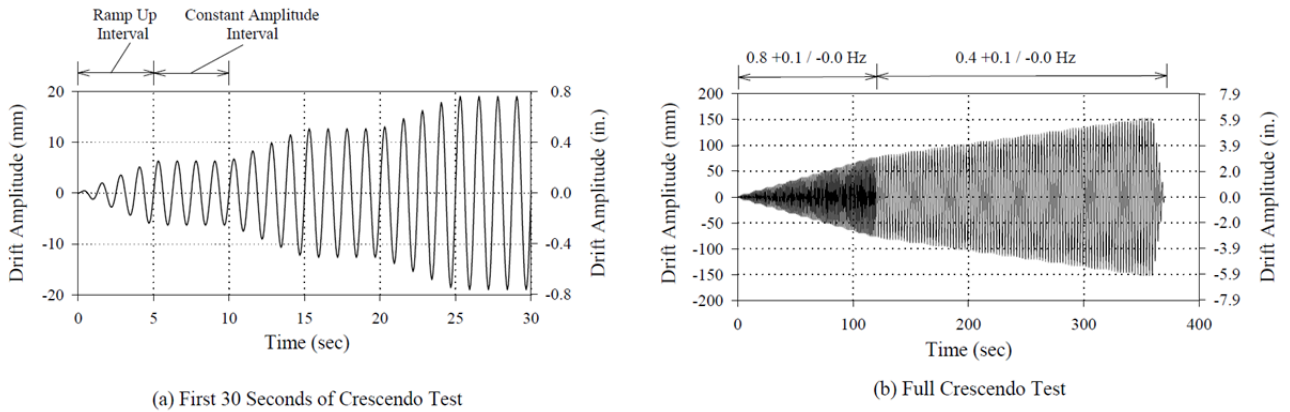 Ramp Up
Interval
Constant Amplitude
Interval
Drift Amplitude (mm)
20
10
0
-10
-20
0.8
0.4
0.0
-0.4
-0.8
Drift Amplitude (in.)
0 5 10 15 20 25 30
Time (sec)
(a) First 30 Seconds of Crescendo Test
0.8 +0.1 / -0.0 Hz
0.4 +0.1 / -0.0 Hz
Drift Amplitude (mm)
200
150
100
50
0
-50
-100
-150
-200
7.9
5.9
3.9
2.0
0.0
-2.0
-3.9
-5.9
-7.9
Drift Amplitude (in.)
0 100 200 300 400
Time (sec)
(b) Full Crescendo Test